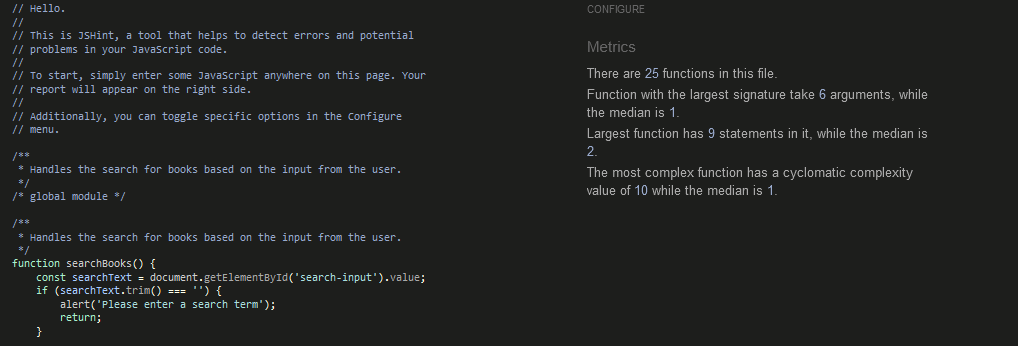 // Hello.
//
// This is JSHint, a tool that helps to detect errors and potential
// problems in your JavaScript code.
//
// To start, simply enter some JavaScript anywhere on this page. Your
// report will appear on the right side.
//
// Additionally, you can toggle specific options in the Configure
// menu.
/**
 * Handles the search for books based on the input from the user.
 */
/* global module */
/**
 * Handles the search for books based on the input from the user.
 */
function searchBooks() {
    const searchText = document.getElementById('search-input').value;
    if (searchText.trim() === '') {
        alert('Please enter a search term');
        return;
    }
CONFIGURE
Metrics
There are 25 functions in this file.
Function with the largest signature take 6 arguments, while
the median is 1.
Largest function has 9 statements in it, while the median is
2.
The most complex function has a cyclomatic complexity
value of 10 while the median is 1.